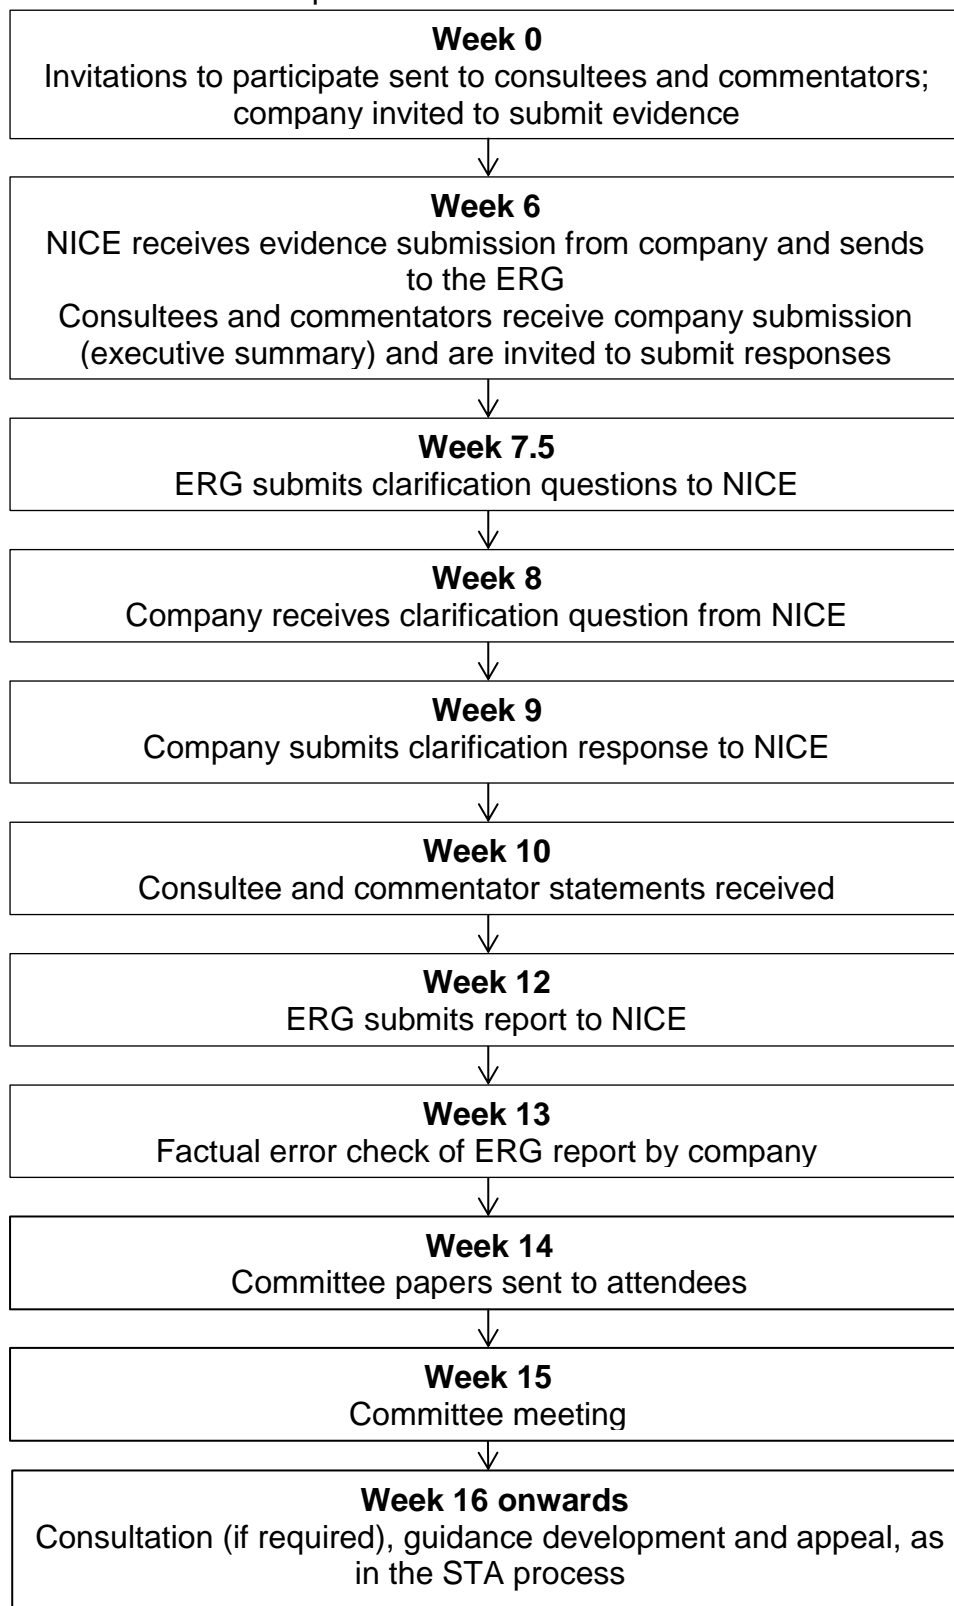 Week 0
Invitations to participate sent to consultees and commentators;
company invited to submit evidence
Week 6
NICE receives evidence submission from company and sends
to the ERG
Consultees and commentators receive company submission
(executive summary) and are invited to submit responses
Week 7.5
ERG submits clarification questions to NICE
Week 8
Company receives clarification question from NICE
Week 9
Company submits clarification response to NICE
Week 10
Consultee and commentator statements received
Week 12
ERG submits report to NICE
Week 13
Factual error check of ERG report by company
Week 14
Committee papers sent to attendees
Week 15
Committee meeting
Week 16 onwards
Consultation (if required), guidance development and appeal, as
in the STA process